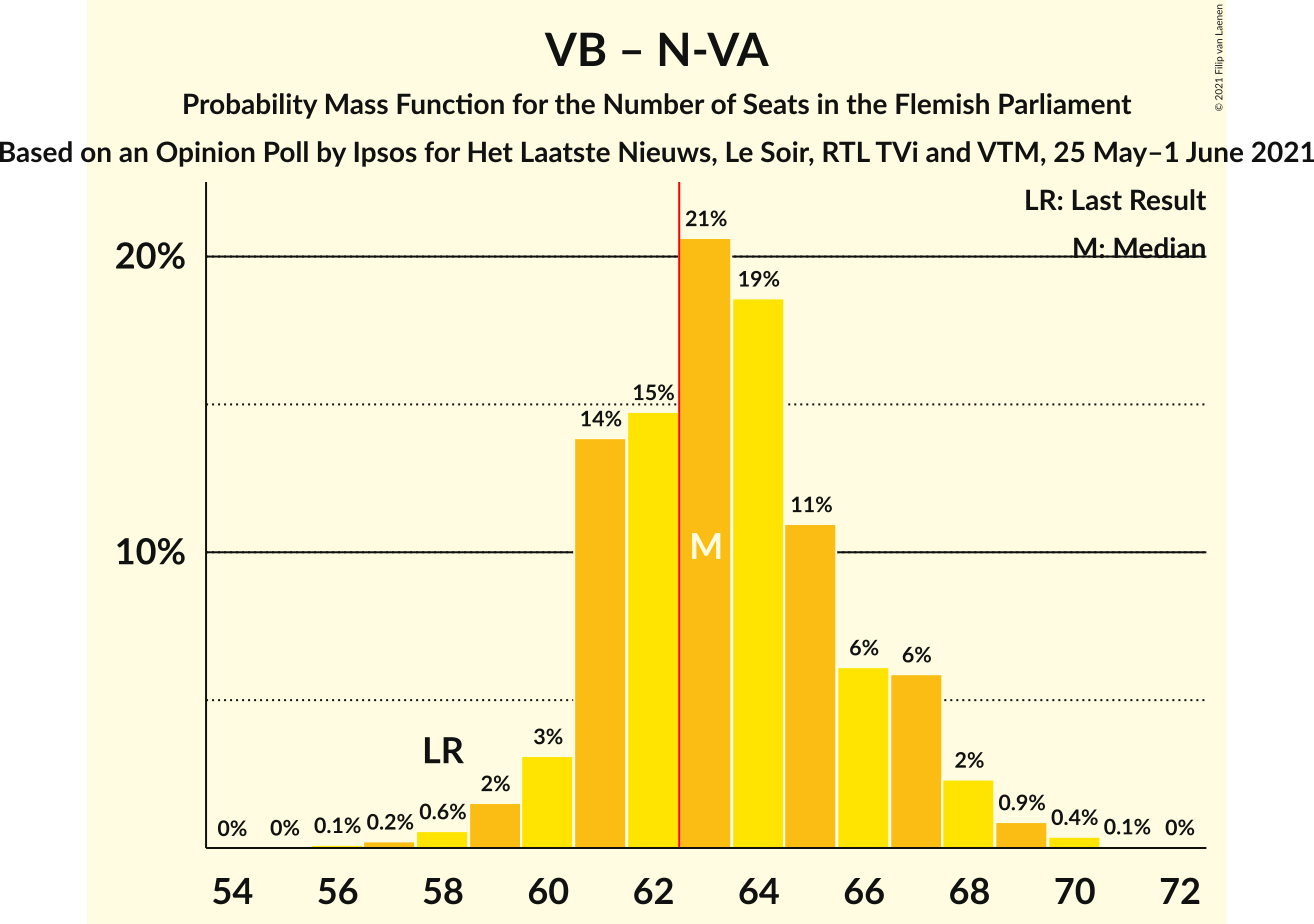 VB – N-VA
Probability Mass Function for the Number of Seats in the Flemish Parliament
Based on an Opinion Poll by Ipsos for Het Laatste Nieuws, Le Soir, RTL TVi and VTM, 25 May–1 June 2021
© 2021 Filip van Laenen
LR: Last Result
M: Median
20%
10%
0%
0%
0.1%
0.2%
0.6%
2%
3%
14%
15%
21%
19%
11%
6%
6%
2%
0.9%
0.4%
0.1%
0%
LR
M
54 56 58 60 62 64 66 68 70 72